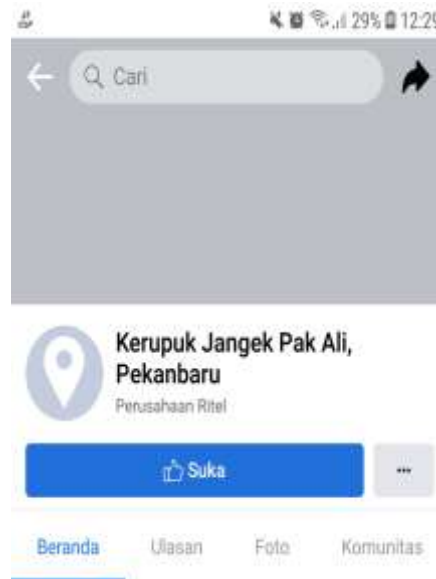 29% 12:29
Cari
Kerupuk Jangek Pak Ali,
Pekanbaru
Perusahaan Ritel
Suka
Beranda Ulasan Foto Komunitas